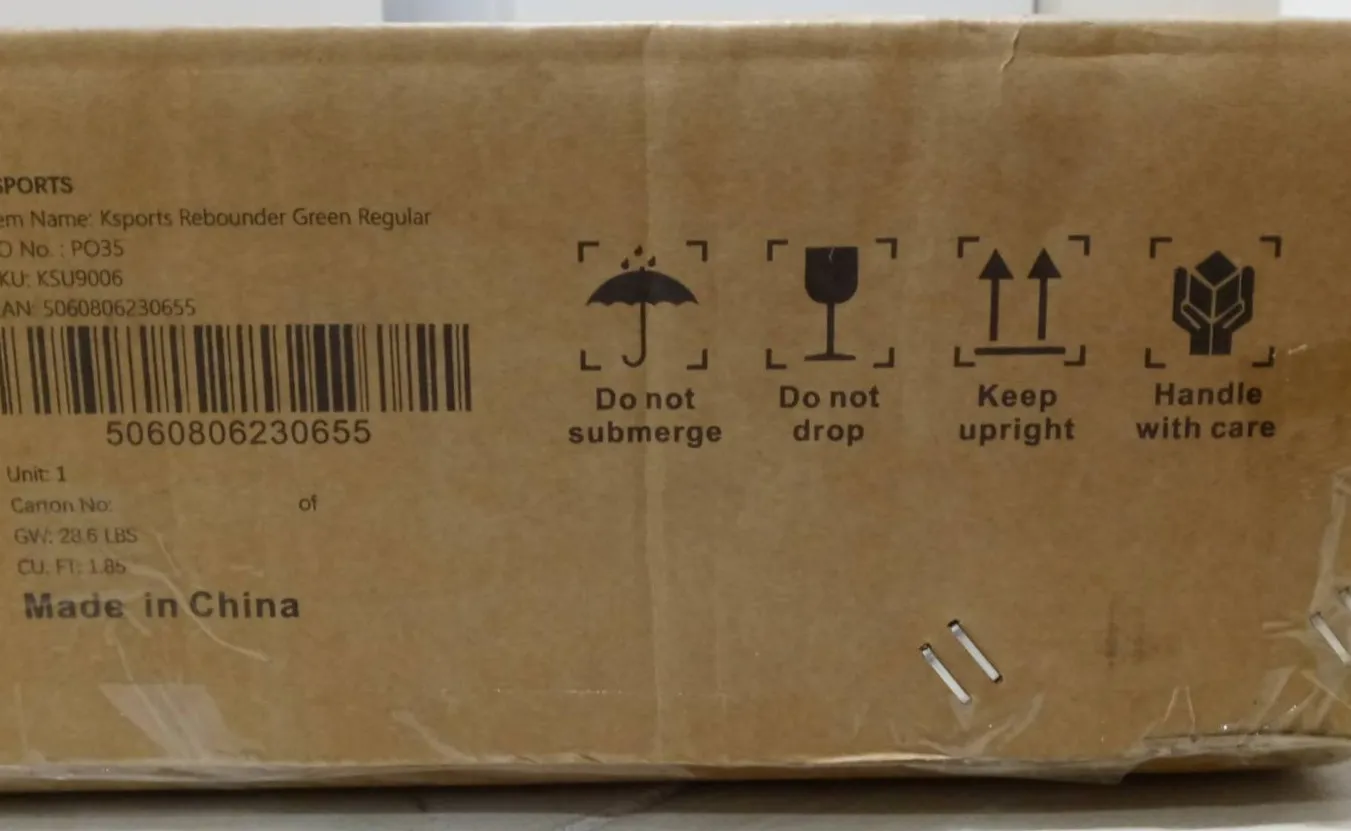 SPORTS
em Name: Ksports Rebounder Green Regular
O No. : PO35
KU: KSU9006
AN: 5060806230655
5060806230655
Unit: 1
Carton No: of
GW: 28.6 LBS
CU. FT: 1.85
Made in China
Do not
submerge
Do not
drop
Keep
upright
Handle
with care